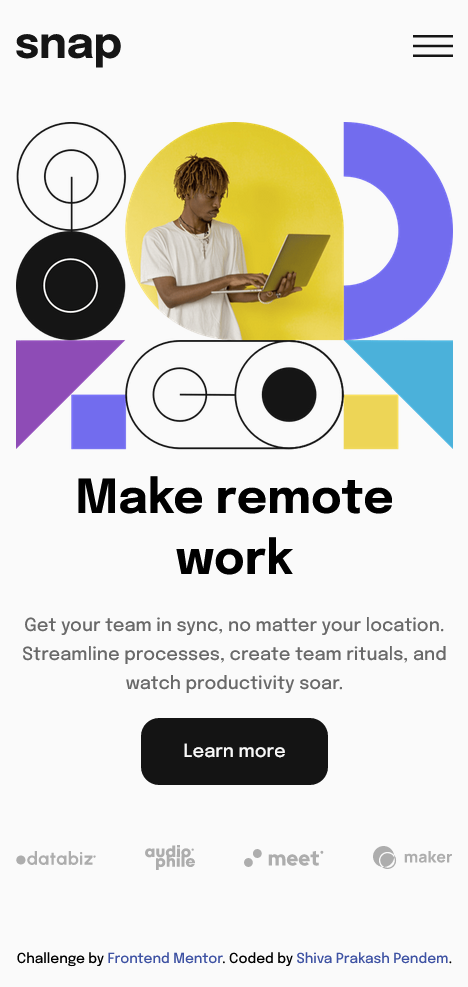 snap
Make remote
work
Get your team in sync, no matter your location.
Streamline processes, create team rituals, and
watch productivity soar.
Learn more
databiz
audio
phile
meet
maker
Challenge by Frontend Mentor. Coded by Shiva Prakash Pendem.